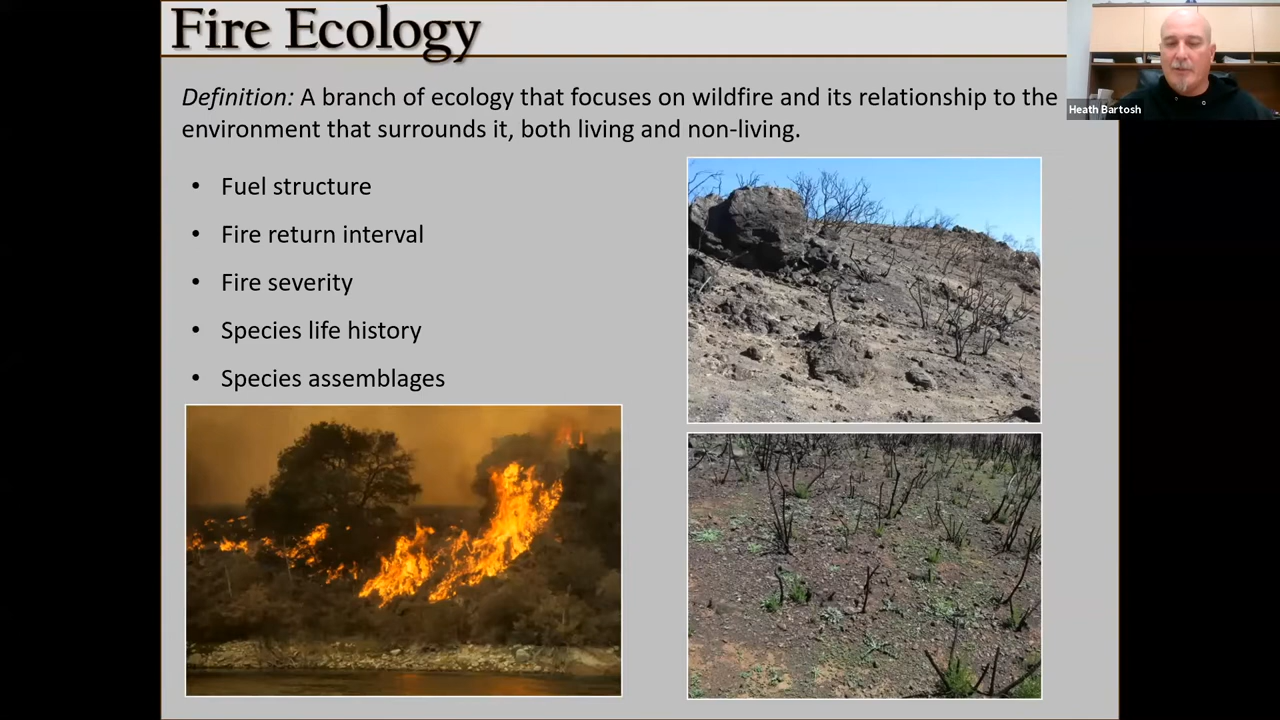 Fire Ecology
Heath Bartosh
Definition: A branch of ecology that focuses on wildfire and its relationship to the
environment that surrounds it, both living and non-living.
• Fuel structure
• Fire return interval
• Fire severity
• Species life history
• Species assemblages